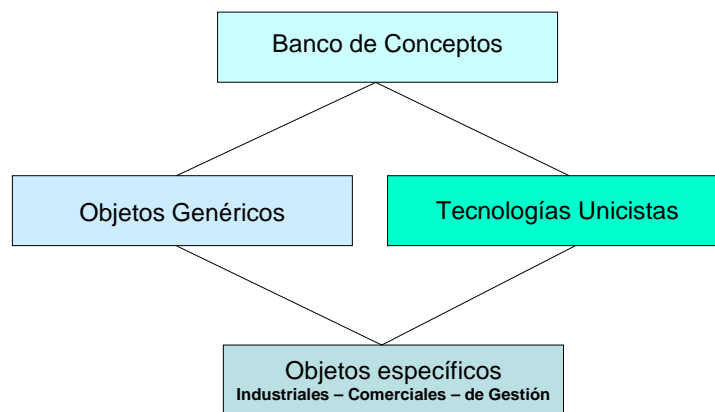 Banco de Conceptos
Objetos Genéricos
Tecnologías Unicistas
Objetos específicos
Industriales – Comerciales – de Gestión